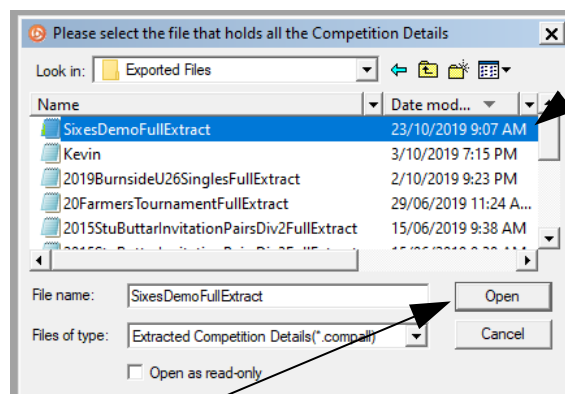 Please select the file that holds all the Competition Details
Look in: Exported Files
Name Date mod...
SixesDemoFullExtract 23/10/2019 9:07 AM
Kevin 3/10/2019 7:15 PM
2019BurnsideU26SinglesFullExtract 2/10/2019 9:23 PM
20FarmersTournamentFullExtract 29/06/2019 11:24 A...
2015StuButtarInvitationPairsDiv2FullExtract 15/06/2019 9:38 AM
File name: SixesDemoFullExtract Open
Files of type: Extracted Competition Details(*.compall) Cancel
Open as read-only